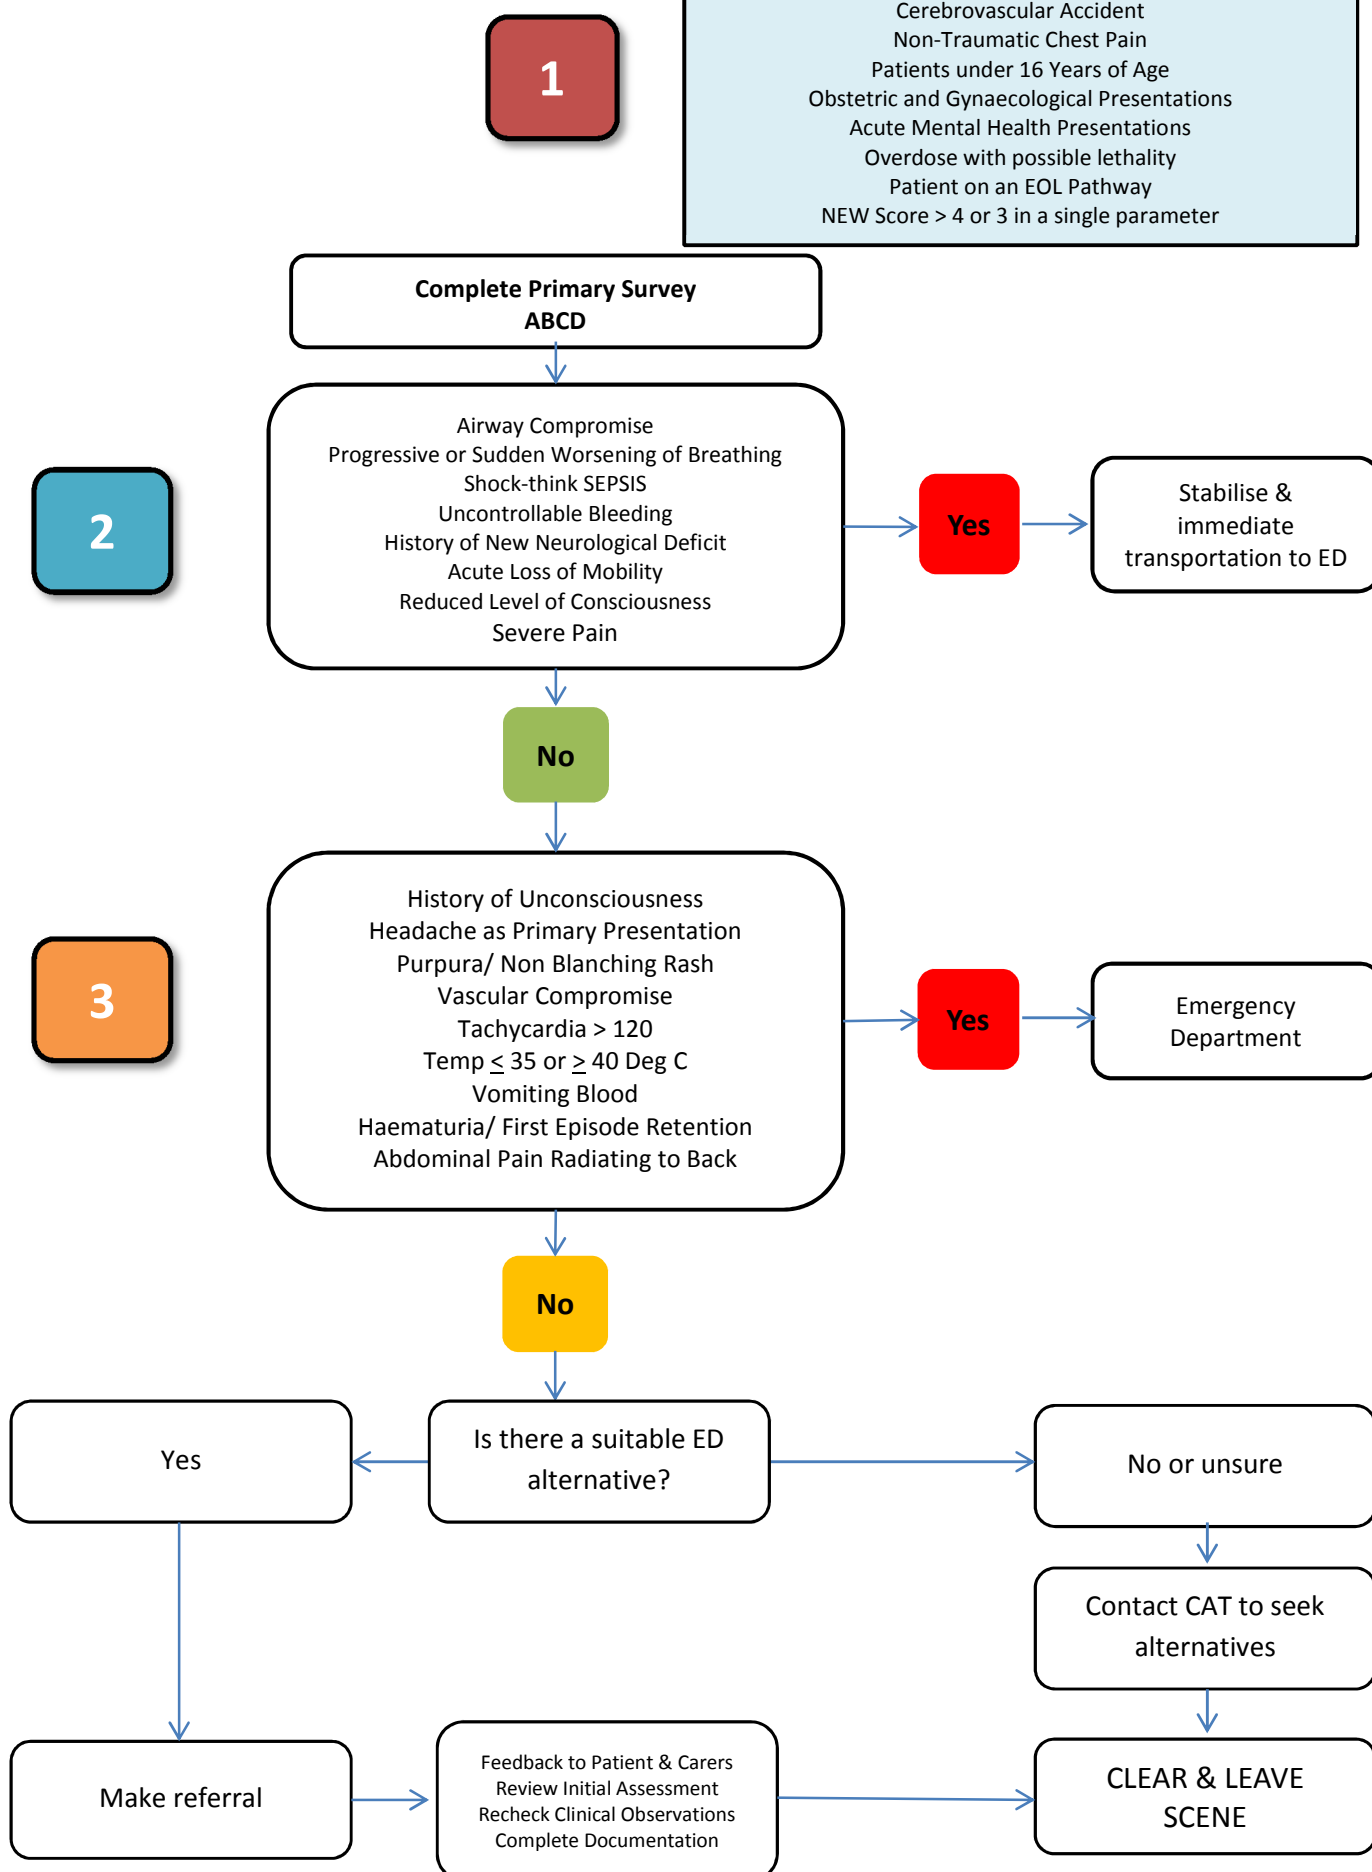 1
Cerebrovascular Accident
Non-Traumatic Chest Pain
Patients under 16 Years of Age
Obstetric and Gynaecological Presentations
Acute Mental Health Presentations
Overdose with possible lethality
Patient on an EOL Pathway
NEW Score > 4 or 3 in a single parameter
Complete Primary Survey
ABCD
2
Airway Compromise
Progressive or Sudden Worsening of Breathing
Shock-think SEPSIS
Uncontrollable Bleeding
History of New Neurological Deficit
Acute Loss of Mobility
Reduced Level of Consciousness
Severe Pain
Yes
Stabilise &
immediate
transportation to ED
No
3
History of Unconsciousness
Headache as Primary Presentation
Purpura/ Non Blanching Rash
Vascular Compromise
Tachycardia > 120
Temp ≤ 35 or ≥ 40 Deg C
Vomiting Blood
Haematuria/ First Episode Retention
Abdominal Pain Radiating to Back
Yes
Emergency
Department
No
Yes
Is there a suitable ED
alternative?
No or unsure
Contact CAT to seek
alternatives
Make referral
Feedback to Patient & Carers
Review Initial Assessment
Recheck Clinical Observations
Complete Documentation
CLEAR & LEAVE
SCENE